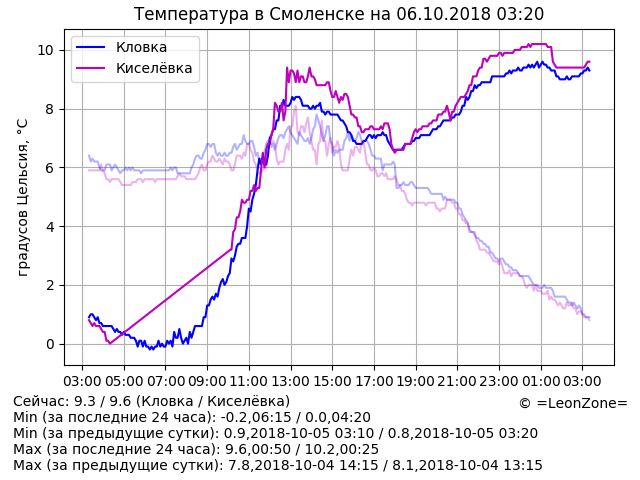 Температура в Смоленске на 06.10.2018 03:20
Кловка
Киселёвка
градусов Цельсия, °C
10
8
6
4
2
0
03:00 05:00 07:00 09:00 11:00 13:00 15:00 17:00 19:00 21:00 23:00 01:00 03:00
Сейчас: 9.3 / 9.6 (Кловка / Киселёвка)
© =LeonZone=
Min (за последние 24 часа): -0.2,06:15 / 0.0,04:20
Min (за предыдущие сутки): 0.9,2018-10-05 03:10 / 0.8,2018-10-05 03:20
Max (за последние 24 часа): 9.6,00:50 / 10.2,00:25
Max (за предыдущие сутки): 7.8,2018-10-04 14:15 / 8.1,2018-10-04 13:15